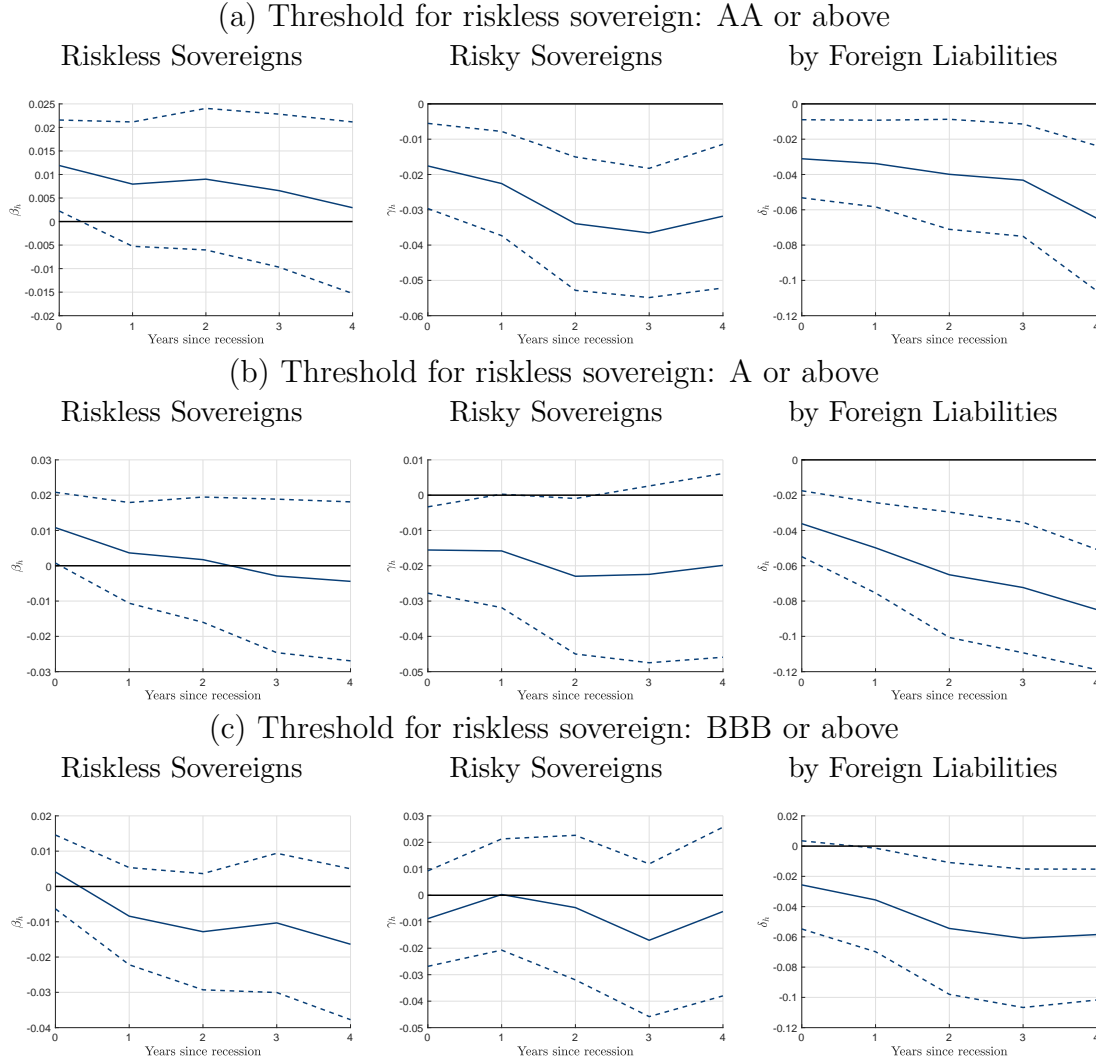 (a) Threshold for riskless sovereign: AA or above
Riskless Sovereigns Risky Sovereigns by Foreign Liabilities
0.025
0.02
0.015
0.01
0.005
0
-0.005
-0.01
-0.015
-0.02
β_h
0 1 2 3 4
Years since recession
0
-0.01
-0.02
-0.03
-0.04
-0.05
-0.06
γ_h
0 1 2 3 4
Years since recession
0
-0.02
-0.04
-0.06
-0.08
-0.1
-0.12
δ_h
0 1 2 3 4
Years since recession
(b) Threshold for riskless sovereign: A or above
Riskless Sovereigns Risky Sovereigns by Foreign Liabilities
0.03
0.02
0.01
0
-0.01
-0.02
-0.03
β_h
0 1 2 3 4
Years since recession
0.01
0
-0.01
-0.02
-0.03
-0.04
-0.05
γ_h
0 1 2 3 4
Years since recession
0
-0.02
-0.04
-0.06
-0.08
-0.1
-0.12
δ_h
0 1 2 3 4
Years since recession
(c) Threshold for riskless sovereign: BBB or above
Riskless Sovereigns Risky Sovereigns by Foreign Liabilities
0.02
0.01
0
-0.01
-0.02
-0.03
-0.04
β_h
0 1 2 3 4
Years since recession
0.03
0.02
0.01
0
-0.01
-0.02
-0.03
-0.04
-0.05
γ_h
0 1 2 3 4
Years since recession
0.02
0
-0.02
-0.04
-0.06
-0.08
-0.1
-0.12
δ_h
0 1 2 3 4
Years since recession